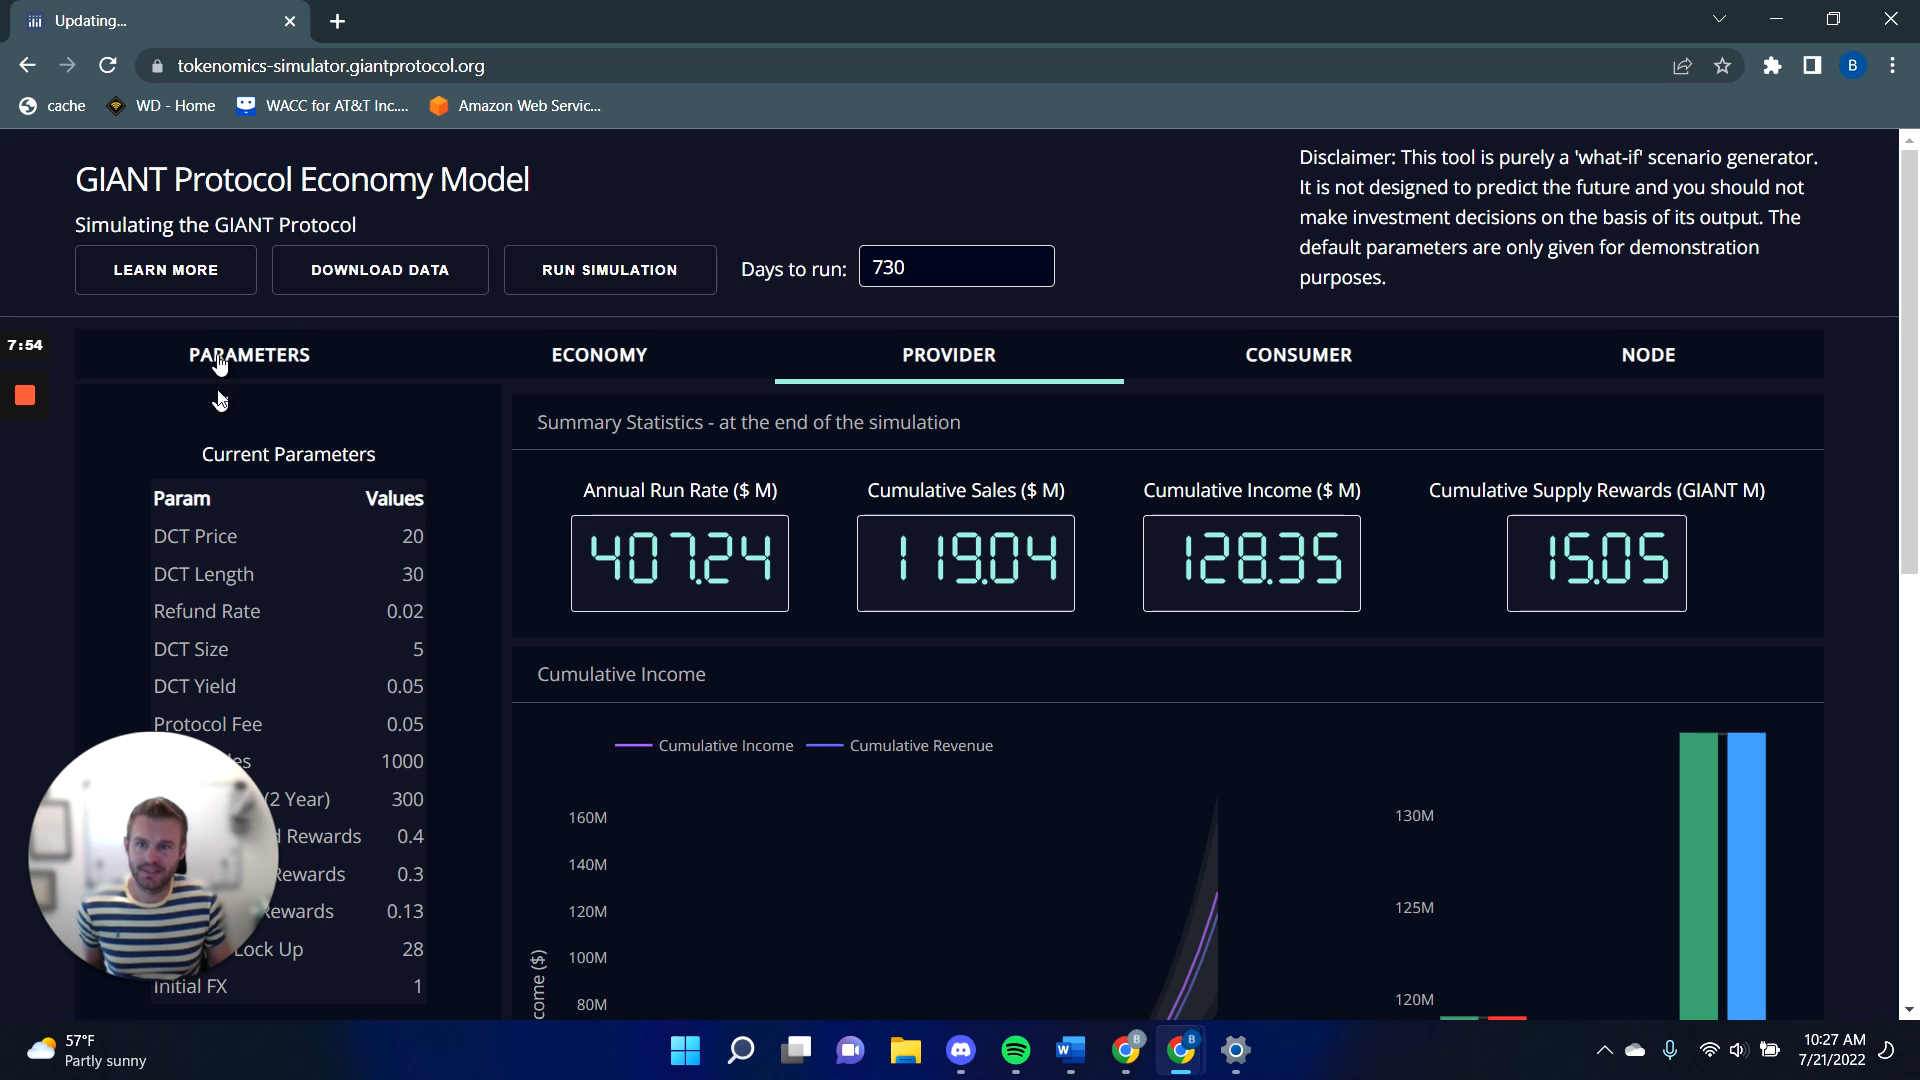 Updating...
tokenomics-simulator.giantprotocol.org
B
cache
WD - Home
WACC for AT&T Inc....
Amazon Web Servic...
GIANT Protocol Economy Model
Simulating the GIANT Protocol
LEARN MORE
DOWNLOAD DATA
RUN SIMULATION
Days to run:
730
Disclaimer: This tool is purely a 'what-if' scenario generator.
It is not designed to predict the future and you should not
make investment decisions on the basis of its output. The
default parameters are only given for demonstration
purposes.
7:54
PARAMETERS
ECONOMY
PROVIDER
CONSUMER
NODE
Current Parameters
Param Values
DCT Price 20
DCT Length 30
Refund Rate 0.02
DCT Size 5
DCT Yield 0.05
Protocol Fee 0.05
1000
(2 Year) 300
Rewards 0.4
Rewards 0.3
Rewards 0.13
Lock Up 28
Initial FX 1
Summary Statistics - at the end of the simulation
Annual Run Rate ($ M)
407.24
Cumulative Sales ($ M)
119.04
Cumulative Income ($ M)
128.35
Cumulative Supply Rewards (GIANT M)
15.05
Cumulative Income
Cumulative Income
Cumulative Revenue
160M
140M
120M
100M
80M
come ($)
130M
125M
120M
57°F
Partly sunny
10:27 AM
7/21/2022